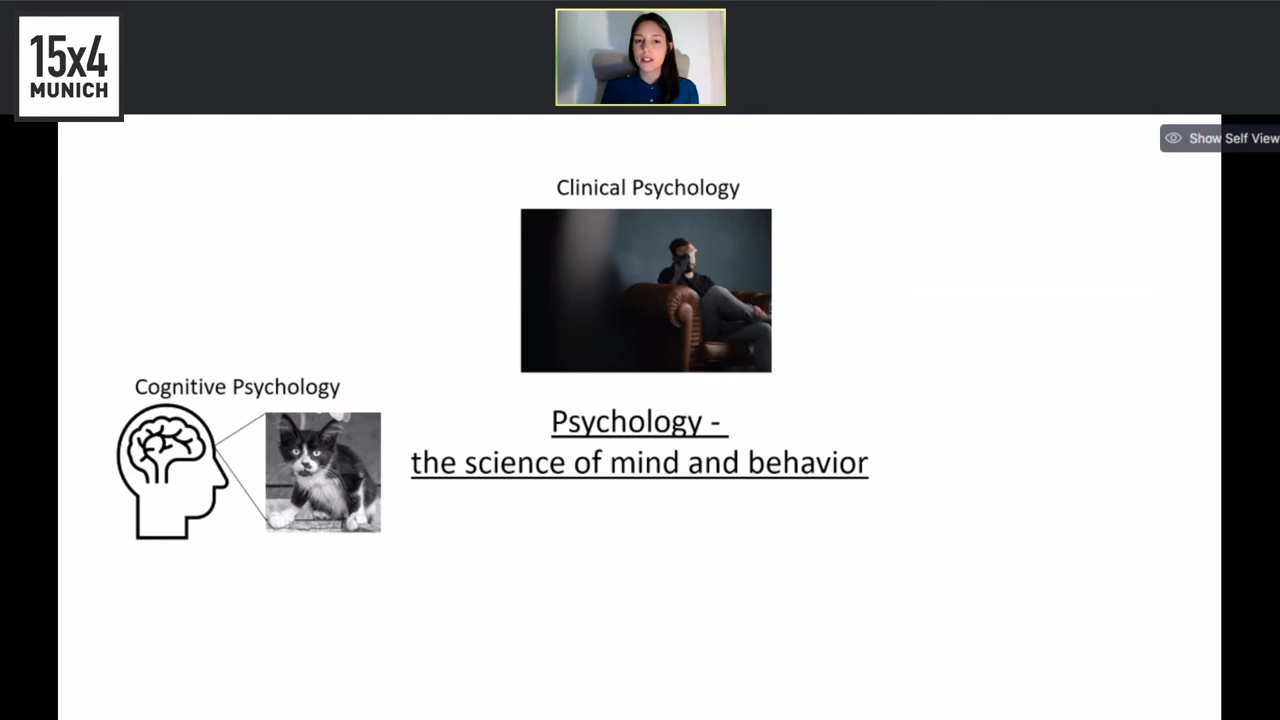 15x4
MUNICH
Show Self View
Clinical Psychology
Cognitive Psychology
Psychology -
the science of mind and behavior